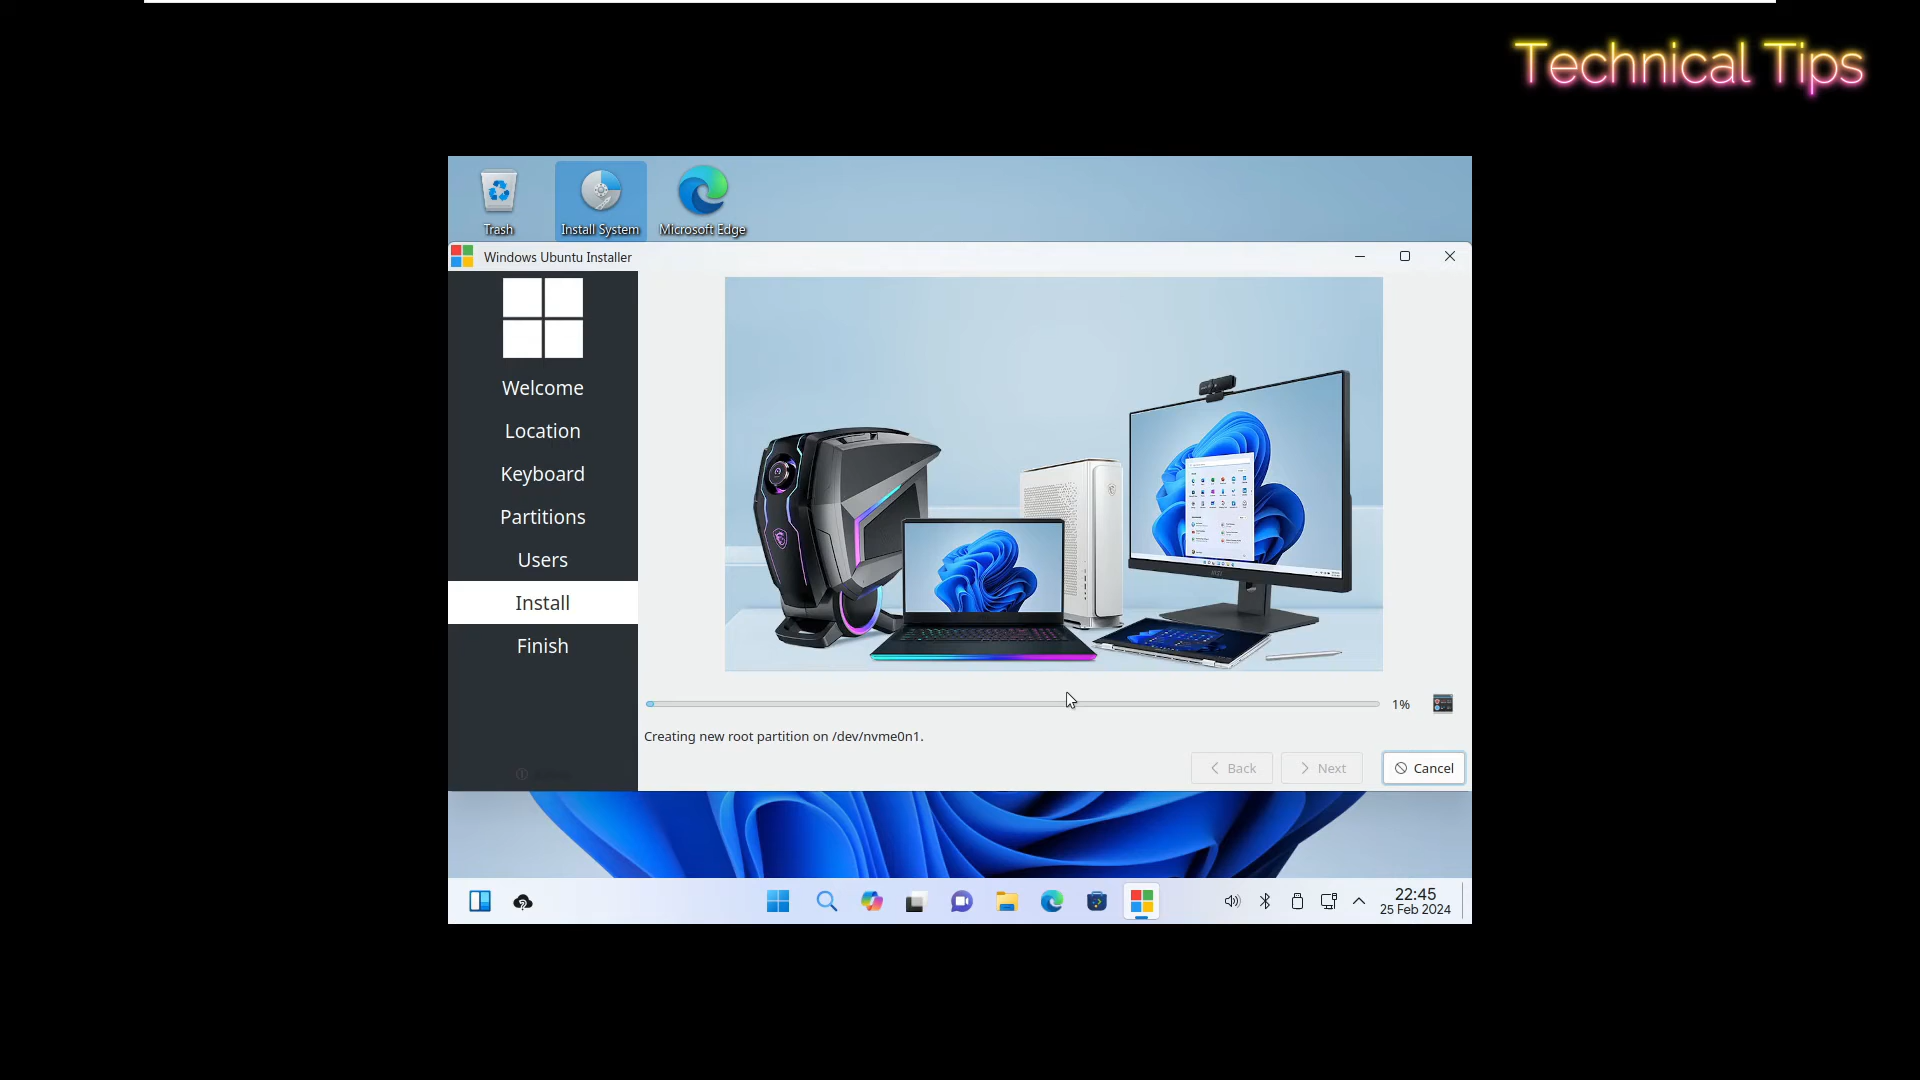 Technical Tips
Trash
Install System
Microsoft Edge
Windows Ubuntu Installer
Welcome
Location
Keyboard
Partitions
Users
Install
Finish
1%
Creating new root partition on /dev/nvme0n1.
Back
Next
Cancel
22:45
25 Feb 2024